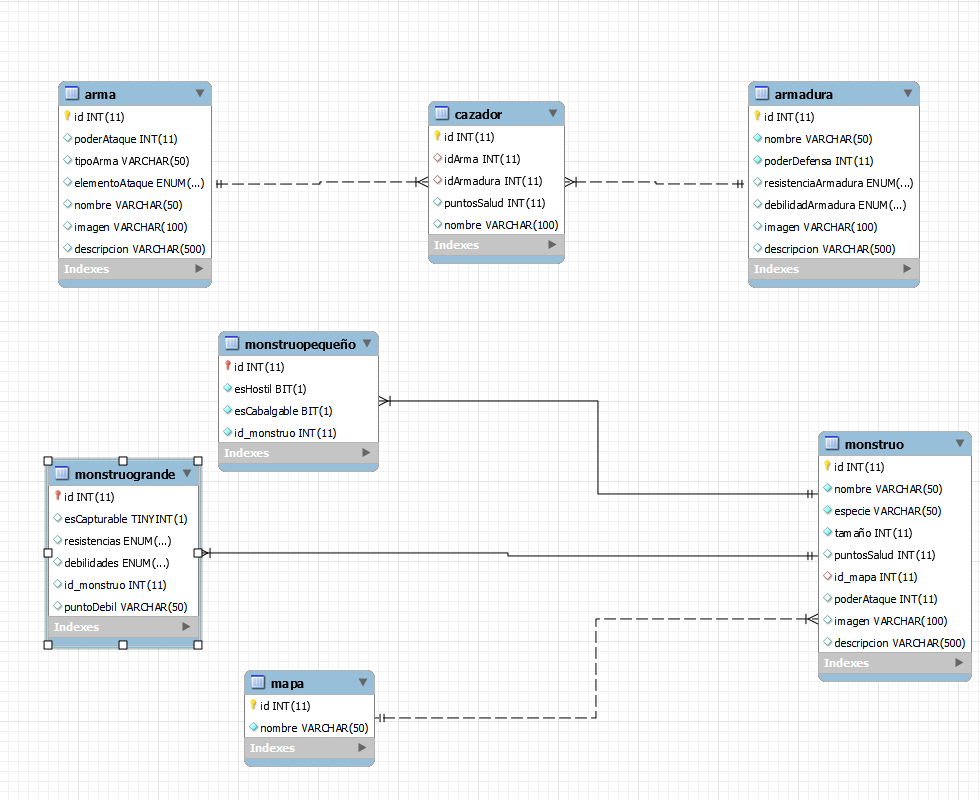 arma
id INT(11)
poderAtaque INT(11)
tipoArma VARCHAR(50)
elementoAtaque ENUM(...)
nombre VARCHAR(50)
imagen VARCHAR(100)
descripcion VARCHAR(500)
Indexes
cazador
id INT(11)
idArma INT(11)
idArmadura INT(11)
puntosSalud INT(11)
nombre VARCHAR(100)
Indexes
armadura
id INT(11)
nombre VARCHAR(50)
poderDefensa INT(11)
resistenciaArmadura ENUM(...)
debilidadArmadura ENUM(...)
imagen VARCHAR(100)
descripcion VARCHAR(500)
Indexes
monstruopequeño
id INT(11)
esHostil BIT(1)
esCabalgable BIT(1)
id_monstruo INT(11)
Indexes
monstruogrande
id INT(11)
esCapturable TINYINT(1)
resistencias ENUM(...)
debilidades ENUM(...)
id_monstruo INT(11)
puntoDebil VARCHAR(50)
Indexes
monstruo
id INT(11)
nombre VARCHAR(50)
especie VARCHAR(50)
tamaño INT(11)
puntosSalud INT(11)
id_mapa INT(11)
poderAtaque INT(11)
imagen VARCHAR(100)
descripcion VARCHAR(500)
Indexes
mapa
id INT(11)
nombre VARCHAR(50)
Indexes